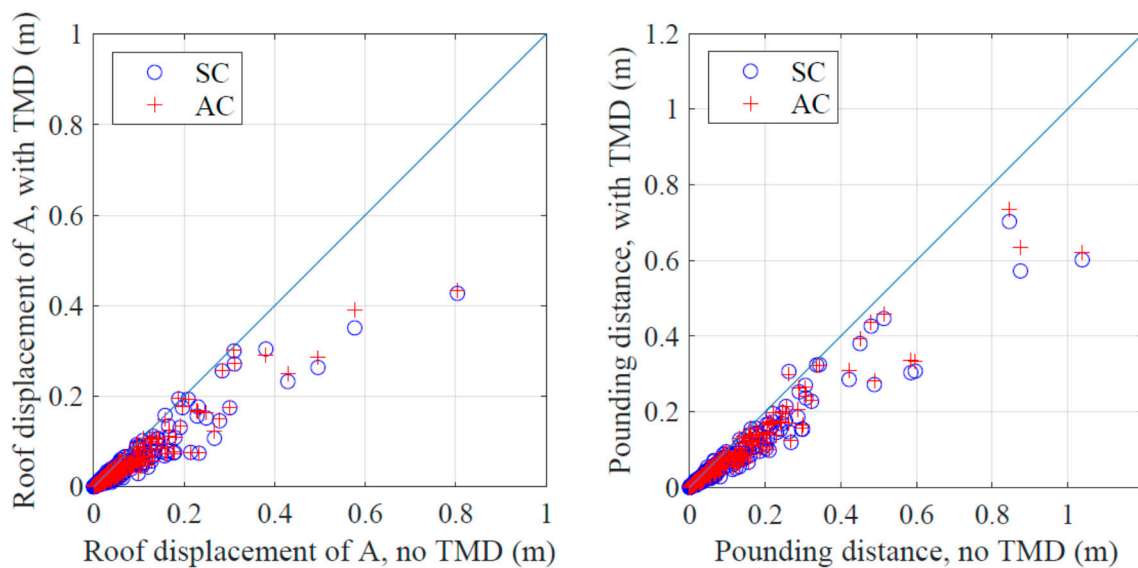 Roof displacement of A, with TMD (m)
1
0.8
0.6
0.4
0.2
0
SC
AC
0 0.2 0.4 0.6 0.8 1
Roof displacement of A, no TMD (m)
Pounding distance, with TMD (m)
1.2
1
0.8
0.6
0.4
0.2
0
SC
AC
0 0.2 0.4 0.6 0.8 1
Pounding distance, no TMD (m)